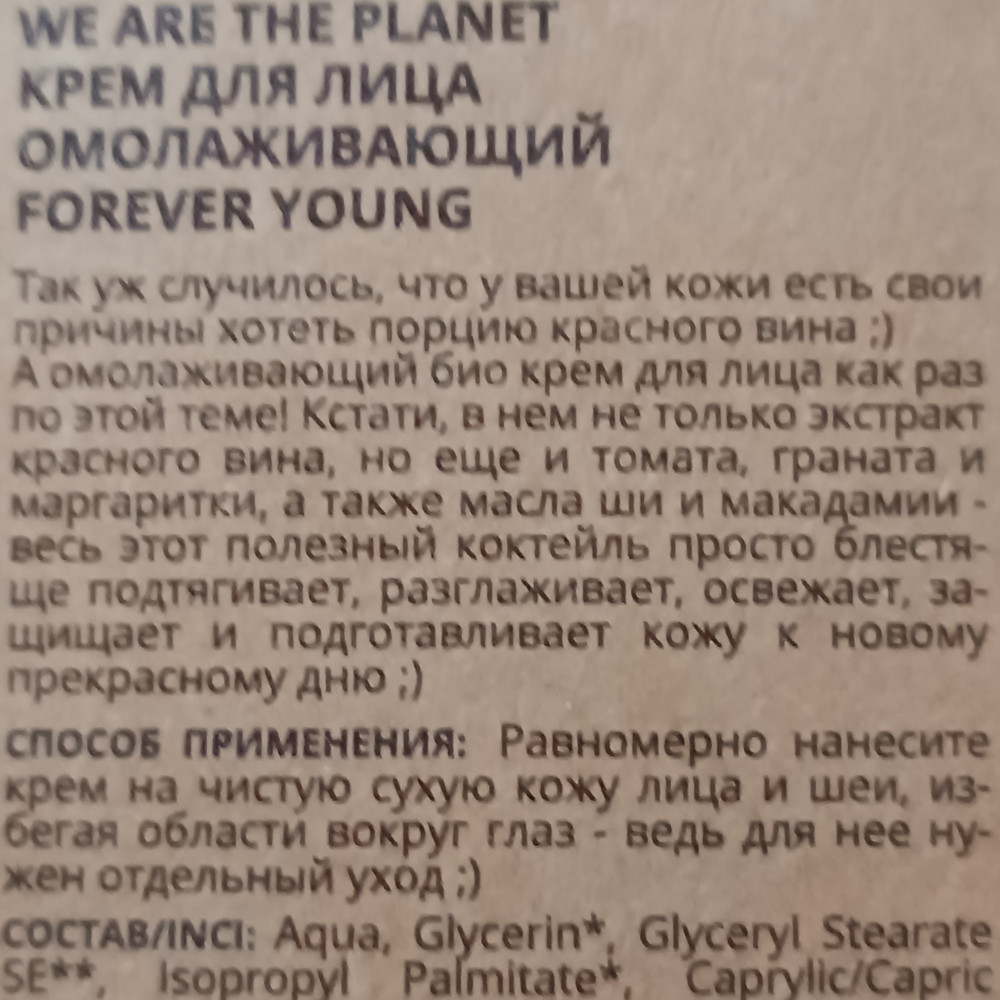 WE ARE THE PLANET
КРЕМ ДЛЯ ЛИЦА
ОМОЛАЖИВАЮЩИЙ
FOREVER YOUNG
Так уж случилось, что у вашей кожи есть свои
причины хотеть порцию красного вина ;)
А омолаживающий био крем для лица как раз
по этой теме! Кстати, в нем не только экстракт
красного вина, но еще и томата, граната и
маргаритки, а также масла ши и макадамии -
весь этот полезный коктейль просто блестя-
ще подтягивает, разглаживает, освежает, за-
щищает и подготавливает кожу к новому
прекрасному дню ;)
СПОСОБ ПРИМЕНЕНИЯ: Равномерно нанесите
крем на чистую сухую кожу лица и шеи, из-
бегая области вокруг глаз - ведь для нее ну-
жен отдельный уход ;)
СОСТАВ/INCI: Aqua, Glycerin*, Glyceryl Stearate
SE**, Isopropyl Palmitate*, Caprylic/Capric